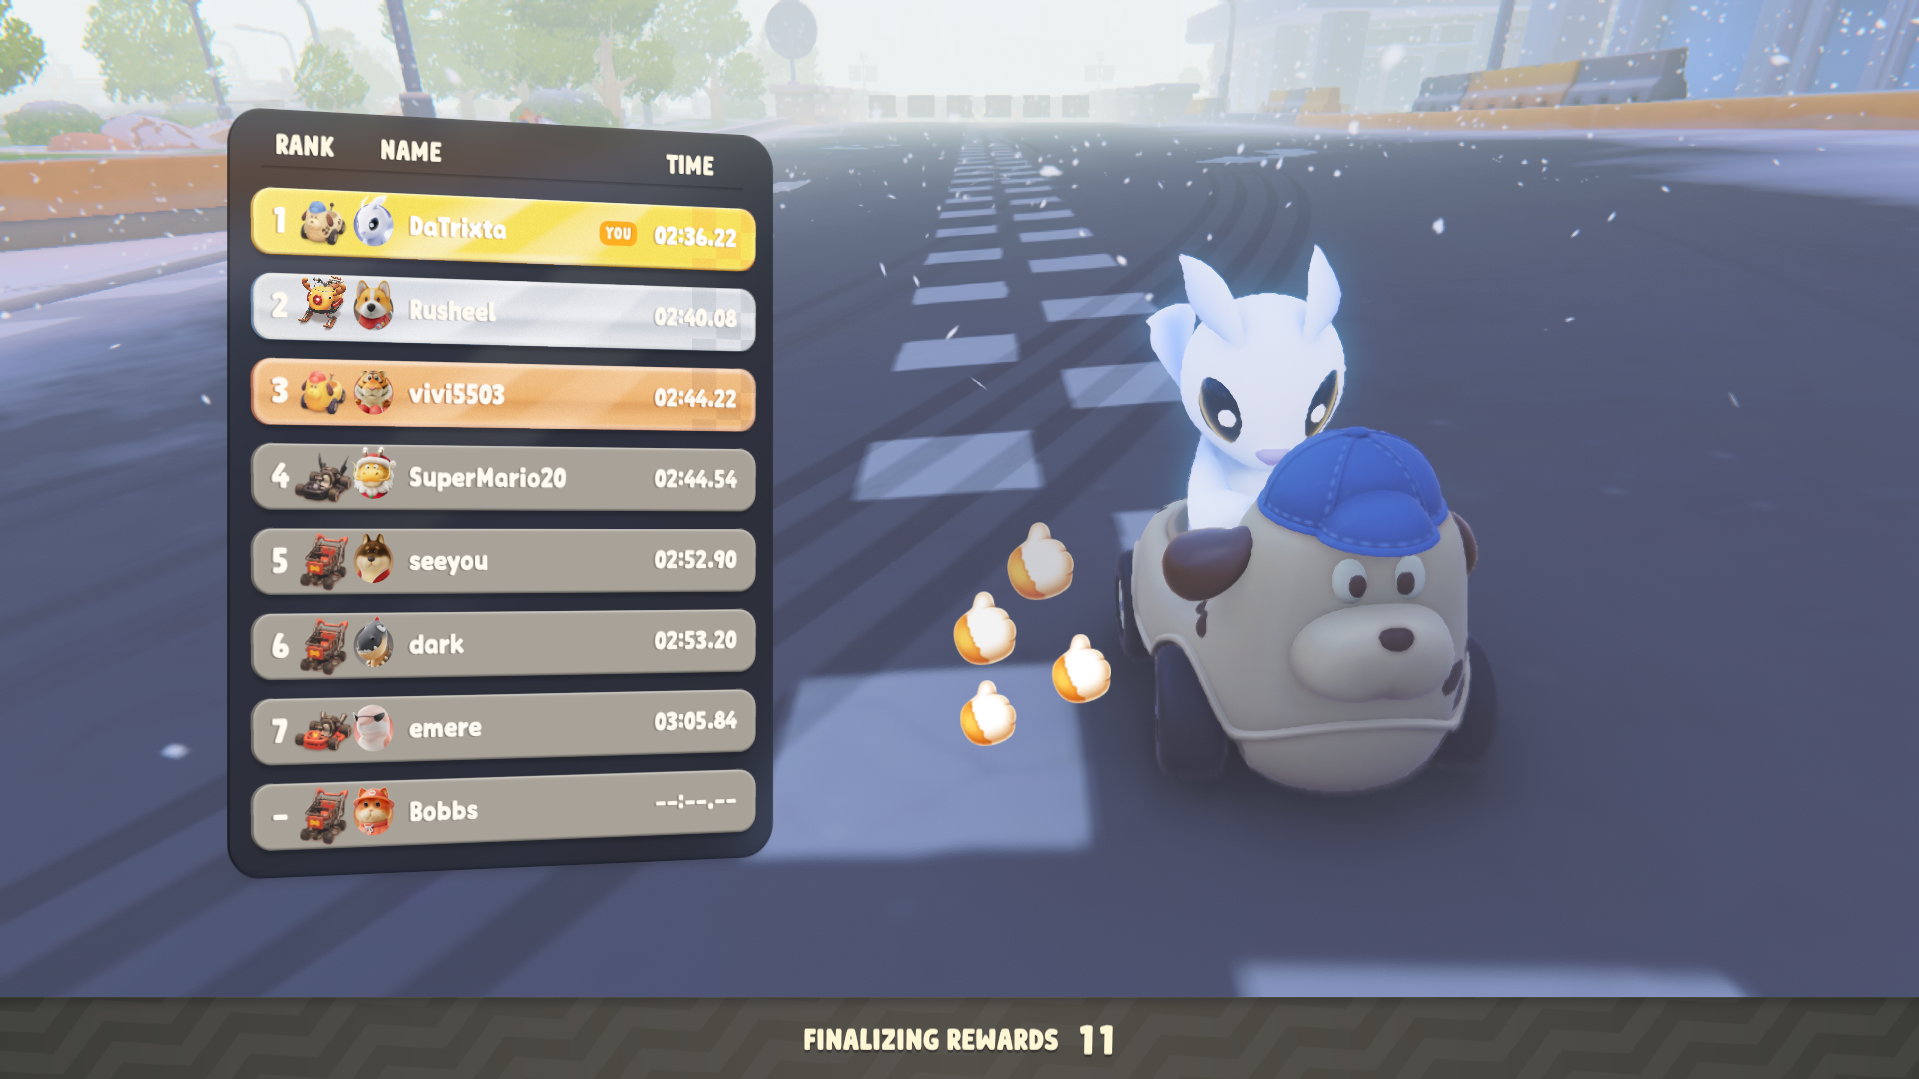 RANK NAME TIME
1 DaTrixta YOU 02:36.22
2 Rusheel 02:40.08
3 vivi5503 02:44.22
4 SuperMario20 02:44.54
5 seeyou 02:52.90
6 dark 02:53.20
7 emere 03:05.84
- Bobbs --:--.--
FINALIZING REWARDS 11